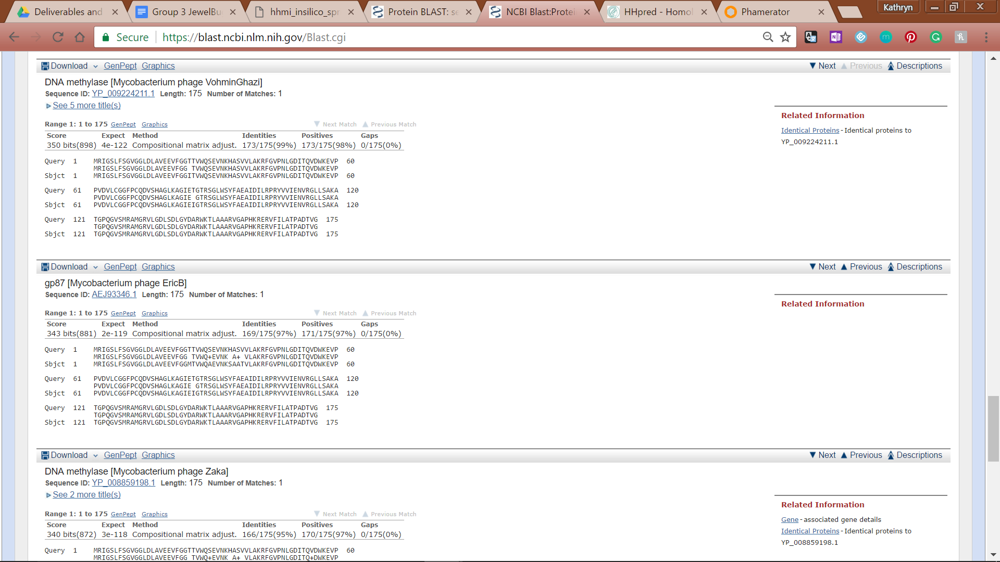 Deliverables and
Group 3 JewelBu
hhmi_insilico_spr
Protein BLAST: se
NCBI Blast:Protei
HHpred - Homol
Phamerator
Kathryn
Secure https://blast.ncbi.nlm.nih.gov/Blast.cgi
Download GenPept Graphics Next Previous Descriptions
DNA methylase [Mycobacterium phage VohminGhazi]
Sequence ID: YP_009224211.1 Length: 175 Number of Matches: 1
See 5 more title(s)
Related Information
Identical Proteins - Identical proteins to
YP_009224211.1
Range 1: 1 to 175 GenPept Graphics Next Match Previous Match
Score Expect Method Identities Positives Gaps
350 bits(898) 4e-122 Compositional matrix adjust. 173/175(99%) 173/175(98%) 0/175(0%)
Query 1 MRIGSLFSGVGGLDLAVEEVFGGTTVWQSEVNKHASVVLAKRFGVPNLGDITQVDWKEVP 60
MRIGSLFSGVGGLDLAVEEVFGG TVWQSEVNKHASVVLAKRFGVPNLGDITQVDWKEVP
Sbjct 1 MRIGSLFSGVGGLDLAVEEVFGGITVWQSEVNKHASVVLAKRFGVPNLGDITQVDWKEVP 60
Query 61 PVDVLCGGFPCQDVSHAGLKAGIETGTRSGLWSYFAEAIDILRPRYVVIENVRGLLSAKA 120
PVDVLCGGFPCQDVSHAGLKAGIE GTRSGLWSYFAEAIDILRPRYVVIENVRGLLSAKA
Sbjct 61 PVDVLCGGFPCQDVSHAGLKAGIEIGTRSGLWSYFAEAIDILRPRYVVIENVRGLLSAKA 120
Query 121 TGPQGVSMRAMGRVLGDLSDLGYDARWKTLAAARVGAPHKRERVFILATPADTVG 175
TGPQGVSMRAMGRVLGDLSDLGYDARWKTLAAARVGAPHKRERVFILATPADTVG
Sbjct 121 TGPQGVSMRAMGRVLGDLSDLGYDARWKTLAAARVGAPHKRERVFILATPADTVG 175
Download GenPept Graphics Next Previous Descriptions
gp87 [Mycobacterium phage EricB]
Sequence ID: AEJ93346.1 Length: 175 Number of Matches: 1
Related Information
Range 1: 1 to 175 GenPept Graphics Next Match Previous Match
Score Expect Method Identities Positives Gaps
343 bits(881) 2e-119 Compositional matrix adjust. 169/175(97%) 171/175(97%) 0/175(0%)
Query 1 MRIGSLFSGVGGLDLAVEEVFGGTTVWQSEVNKHASVVLAKRFGVPNLGDITQVDWKEVP 60
MRIGSLFSGVGGLDLAVEEVFGG TVWQ+EVNK A+ VLAKRFGVPNLGDITQVDWKEVP
Sbjct 1 MRIGSLFSGVGGLDLAVEEVFGGMTVWQAEVNKSAATVLAKRFGVPNLGDITQVDWKEVP 60
Query 61 PVDVLCGGFPCQDVSHAGLKAGIETGTRSGLWSYFAEAIDILRPRYVVIENVRGLLSAKA 120
PVDVLCGGFPCQDVSHAGLKAGIE GTRSGLWSYFAEAIDILRPRYVVIENVRGLLSAKA
Sbjct 61 PVDVLCGGFPCQDVSHAGLKAGIEIGTRSGLWSYFAEAIDILRPRYVVIENVRGLLSAKA 120
Query 121 TGPQGVSMRAMGRVLGDLSDLGYDARWKTLAAARVGAPHKRERVFILATPADTVG 175
TGPQGVSMRAMGRVLGDLSDLGYDARWKTLAAARVGAPHKRERVFILATPADTVG
Sbjct 121 TGPQGVSMRAMGRVLGDLSDLGYDARWKTLAAARVGAPHKRERVFILATPADTVG 175
Download GenPept Graphics Next Previous Descriptions
DNA methylase [Mycobacterium phage Zaka]
Sequence ID: YP_008859198.1 Length: 175 Number of Matches: 1
See 2 more title(s)
Related Information
Gene - associated gene details
Identical Proteins - Identical proteins to
YP_008859198.1
Range 1: 1 to 175 GenPept Graphics Next Match Previous Match
Score Expect Method Identities Positives Gaps
340 bits(872) 3e-118 Compositional matrix adjust. 166/175(95%) 170/175(97%) 0/175(0%)
Query 1 MRIGSLFSGVGGLDLAVEEVFGGTTVWQSEVNKHASVVLAKRFGVPNLGDITQVDWKEVP 60
MRIGSLFSGVGGLDLAVEEVFGG TVWQ+EVNK A+ VLAKRFGVPNLGDITQ+DWKEVP